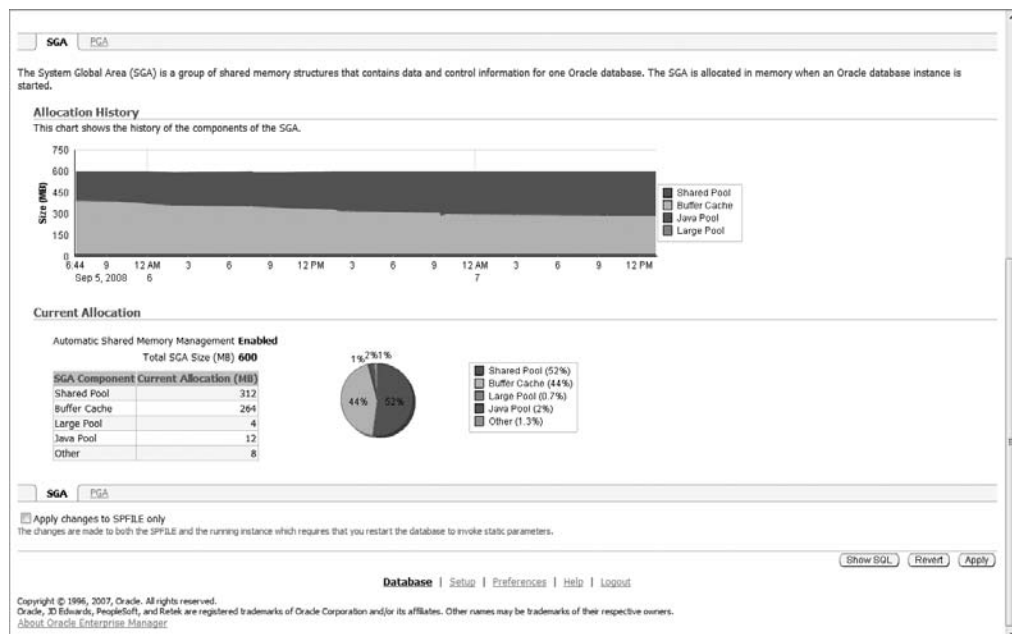 SGA PGA
The System Global Area (SGA) is a group of shared memory structures that contains data and control information for one Oracle database. The SGA is allocated in memory when an Oracle database instance is
started.
Allocation History
This chart shows the history of the components of the SGA.
750
600
450
300
150
0
Size (MB)
6:44 9 12 AM 3 6 9 12 PM 3 6 9 12 AM 3 6 9 12 PM
Sep 5, 2008 6 7
Shared Pool
Buffer Cache
Java Pool
Large Pool
Current Allocation
Automatic Shared Memory Management Enabled
Total SGA Size (MB) 600
SGA Component Current Allocation (MB)
Shared Pool 312
Buffer Cache 264
Large Pool 4
Java Pool 12
Other 8
1% 2% 1%
44% 52%
Shared Pool (52%)
Buffer Cache (44%)
Large Pool (0.7%)
Java Pool (2%)
Other (1.3%)
SGA PGA
Apply changes to SPFILE only
The changes are made to both the SPFILE and the running instance which requires that you restart the database to invoke static parameters.
Show SQL Revert Apply
Database | Setup | Preferences | Help | Logout
Copyright © 1996, 2007, Oracle. All rights reserved.
Oracle, JD Edwards, PeopleSoft, and Retek are registered trademarks of Oracle Corporation and/or its affiliates. Other names may be trademarks of their respective owners.
About Oracle Enterprise Manager